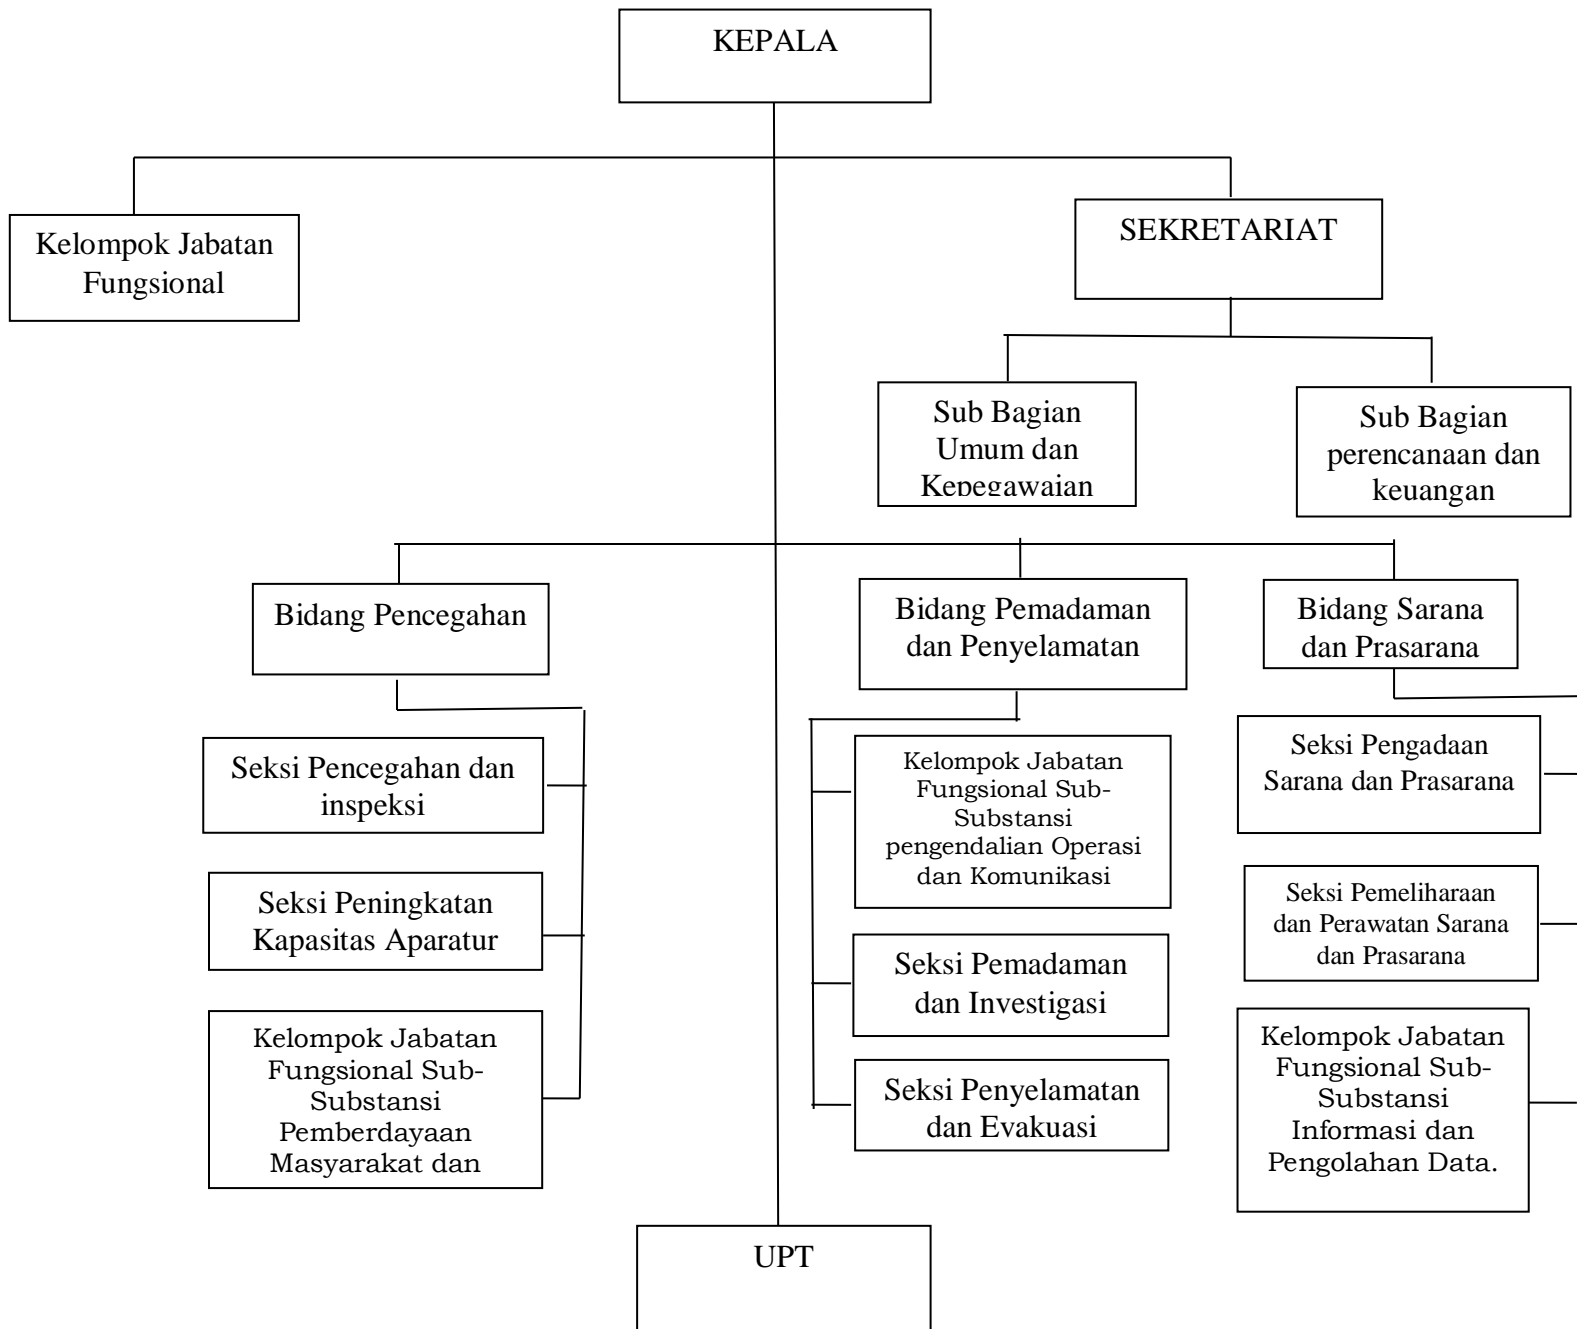 KEPALA
Kelompok Jabatan
Fungsional
SEKRETARIAT
Sub Bagian
Umum dan
Kepegawaian
Sub Bagian
perencanaan dan
keuangan
Bidang Pencegahan
Bidang Pemadaman
dan Penyelamatan
Bidang Sarana
dan Prasarana
Seksi Pencegahan dan
inspeksi
Seksi Peningkatan
Kapasitas Aparatur
Kelompok Jabatan
Fungsional Sub-
Substansi
Pemberdayaan
Masyarakat dan
Kelompok Jabatan
Fungsional Sub-
Substansi
pengendalian Operasi
dan Komunikasi
Seksi Pemadaman
dan Investigasi
Seksi Penyelamatan
dan Evakuasi
Seksi Pengadaan
Sarana dan Prasarana
Seksi Pemeliharaan
dan Perawatan Sarana
dan Prasarana
Kelompok Jabatan
Fungsional Sub-
Substansi
Informasi dan
Pengolahan Data.
UPT